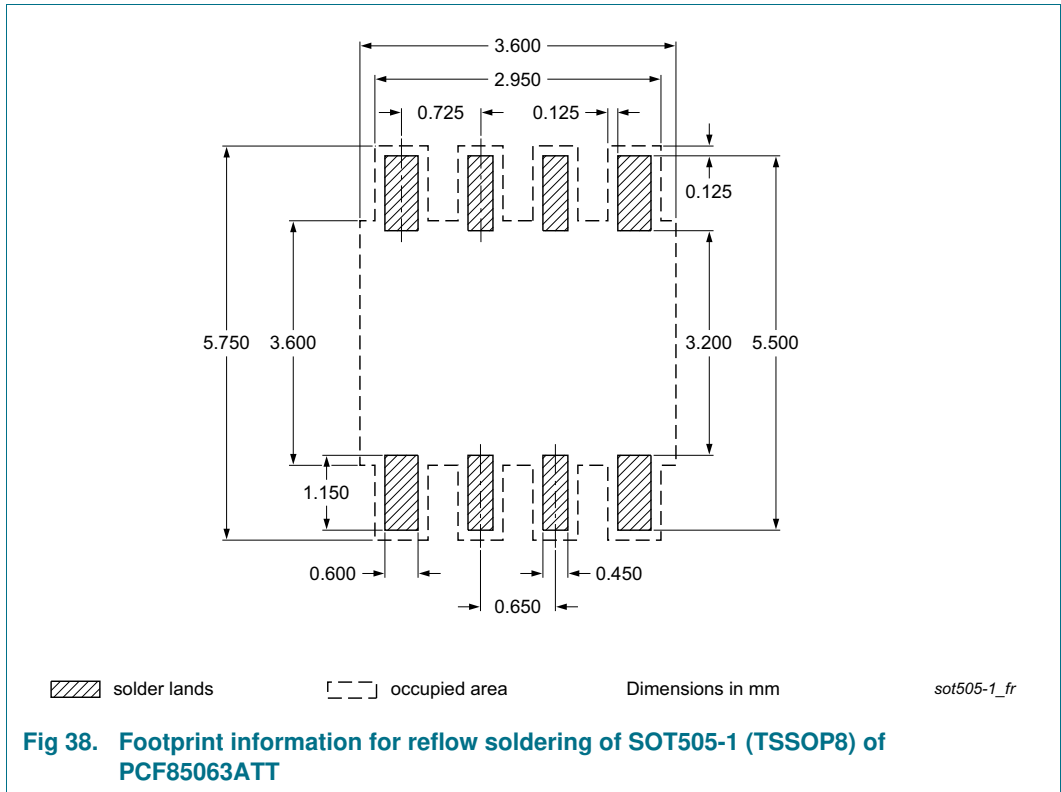 3.600
2.950
0.725 0.125
0.125
5.750 3.600 3.200 5.500
1.150
0.600 0.450
0.650
solder lands occupied area Dimensions in mm sot505-1_fr
Fig 38. Footprint information for reflow soldering of SOT505-1 (TSSOP8) of
PCF85063ATT